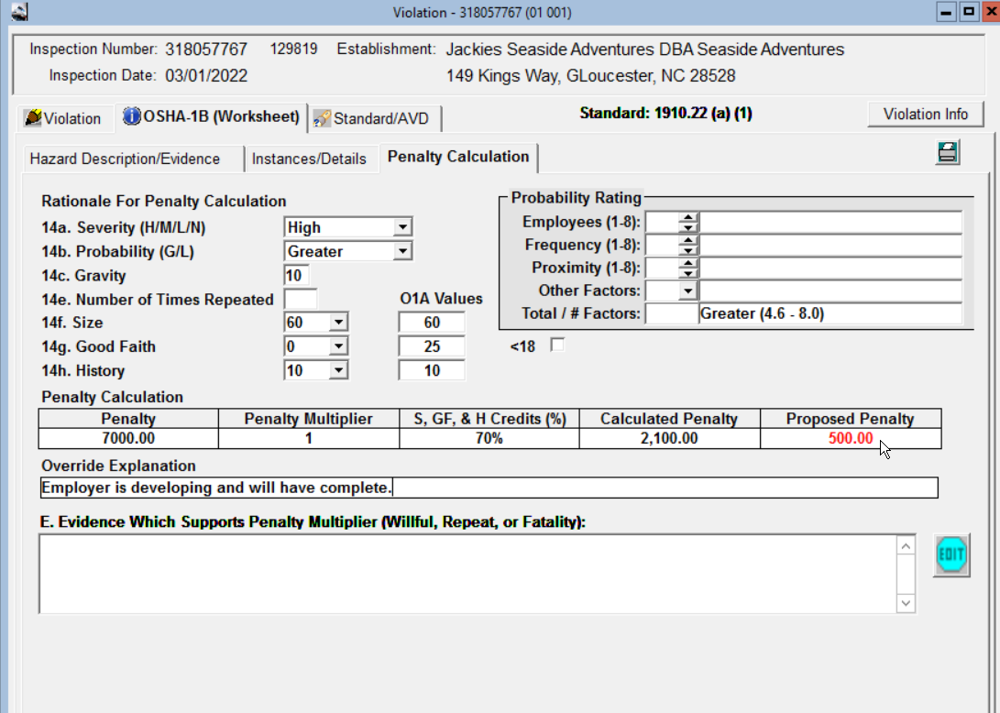 Violation - 318057767 (01 001)
Inspection Number: 318057767 129819 Establishment: Jackies Seaside Adventures DBA Seaside Adventures
Inspection Date: 03/01/2022 149 Kings Way, GLoucester, NC 28528
Violation OSHA-1B (Worksheet) Standard/AVD Standard: 1910.22 (a) (1) Violation Info
Hazard Description/Evidence Instances/Details Penalty Calculation
Rationale For Penalty Calculation
14a. Severity (H/M/L/N) High
14b. Probability (G/L) Greater
14c. Gravity 10
14e. Number of Times Repeated O1A Values
14f. Size 60 60
14g. Good Faith 0 25
14h. History 10 10
Probability Rating
Employees (1-8):
Frequency (1-8):
Proximity (1-8):
Other Factors:
Total / # Factors: Greater (4.6 - 8.0)
<18
Penalty Calculation
Penalty Penalty Multiplier S, GF, & H Credits (%) Calculated Penalty Proposed Penalty
7000.00 1 70% 2,100.00 500.00
Override Explanation
Employer is developing and will have complete.
E. Evidence Which Supports Penalty Multiplier (Willful, Repeat, or Fatality):
EDIT